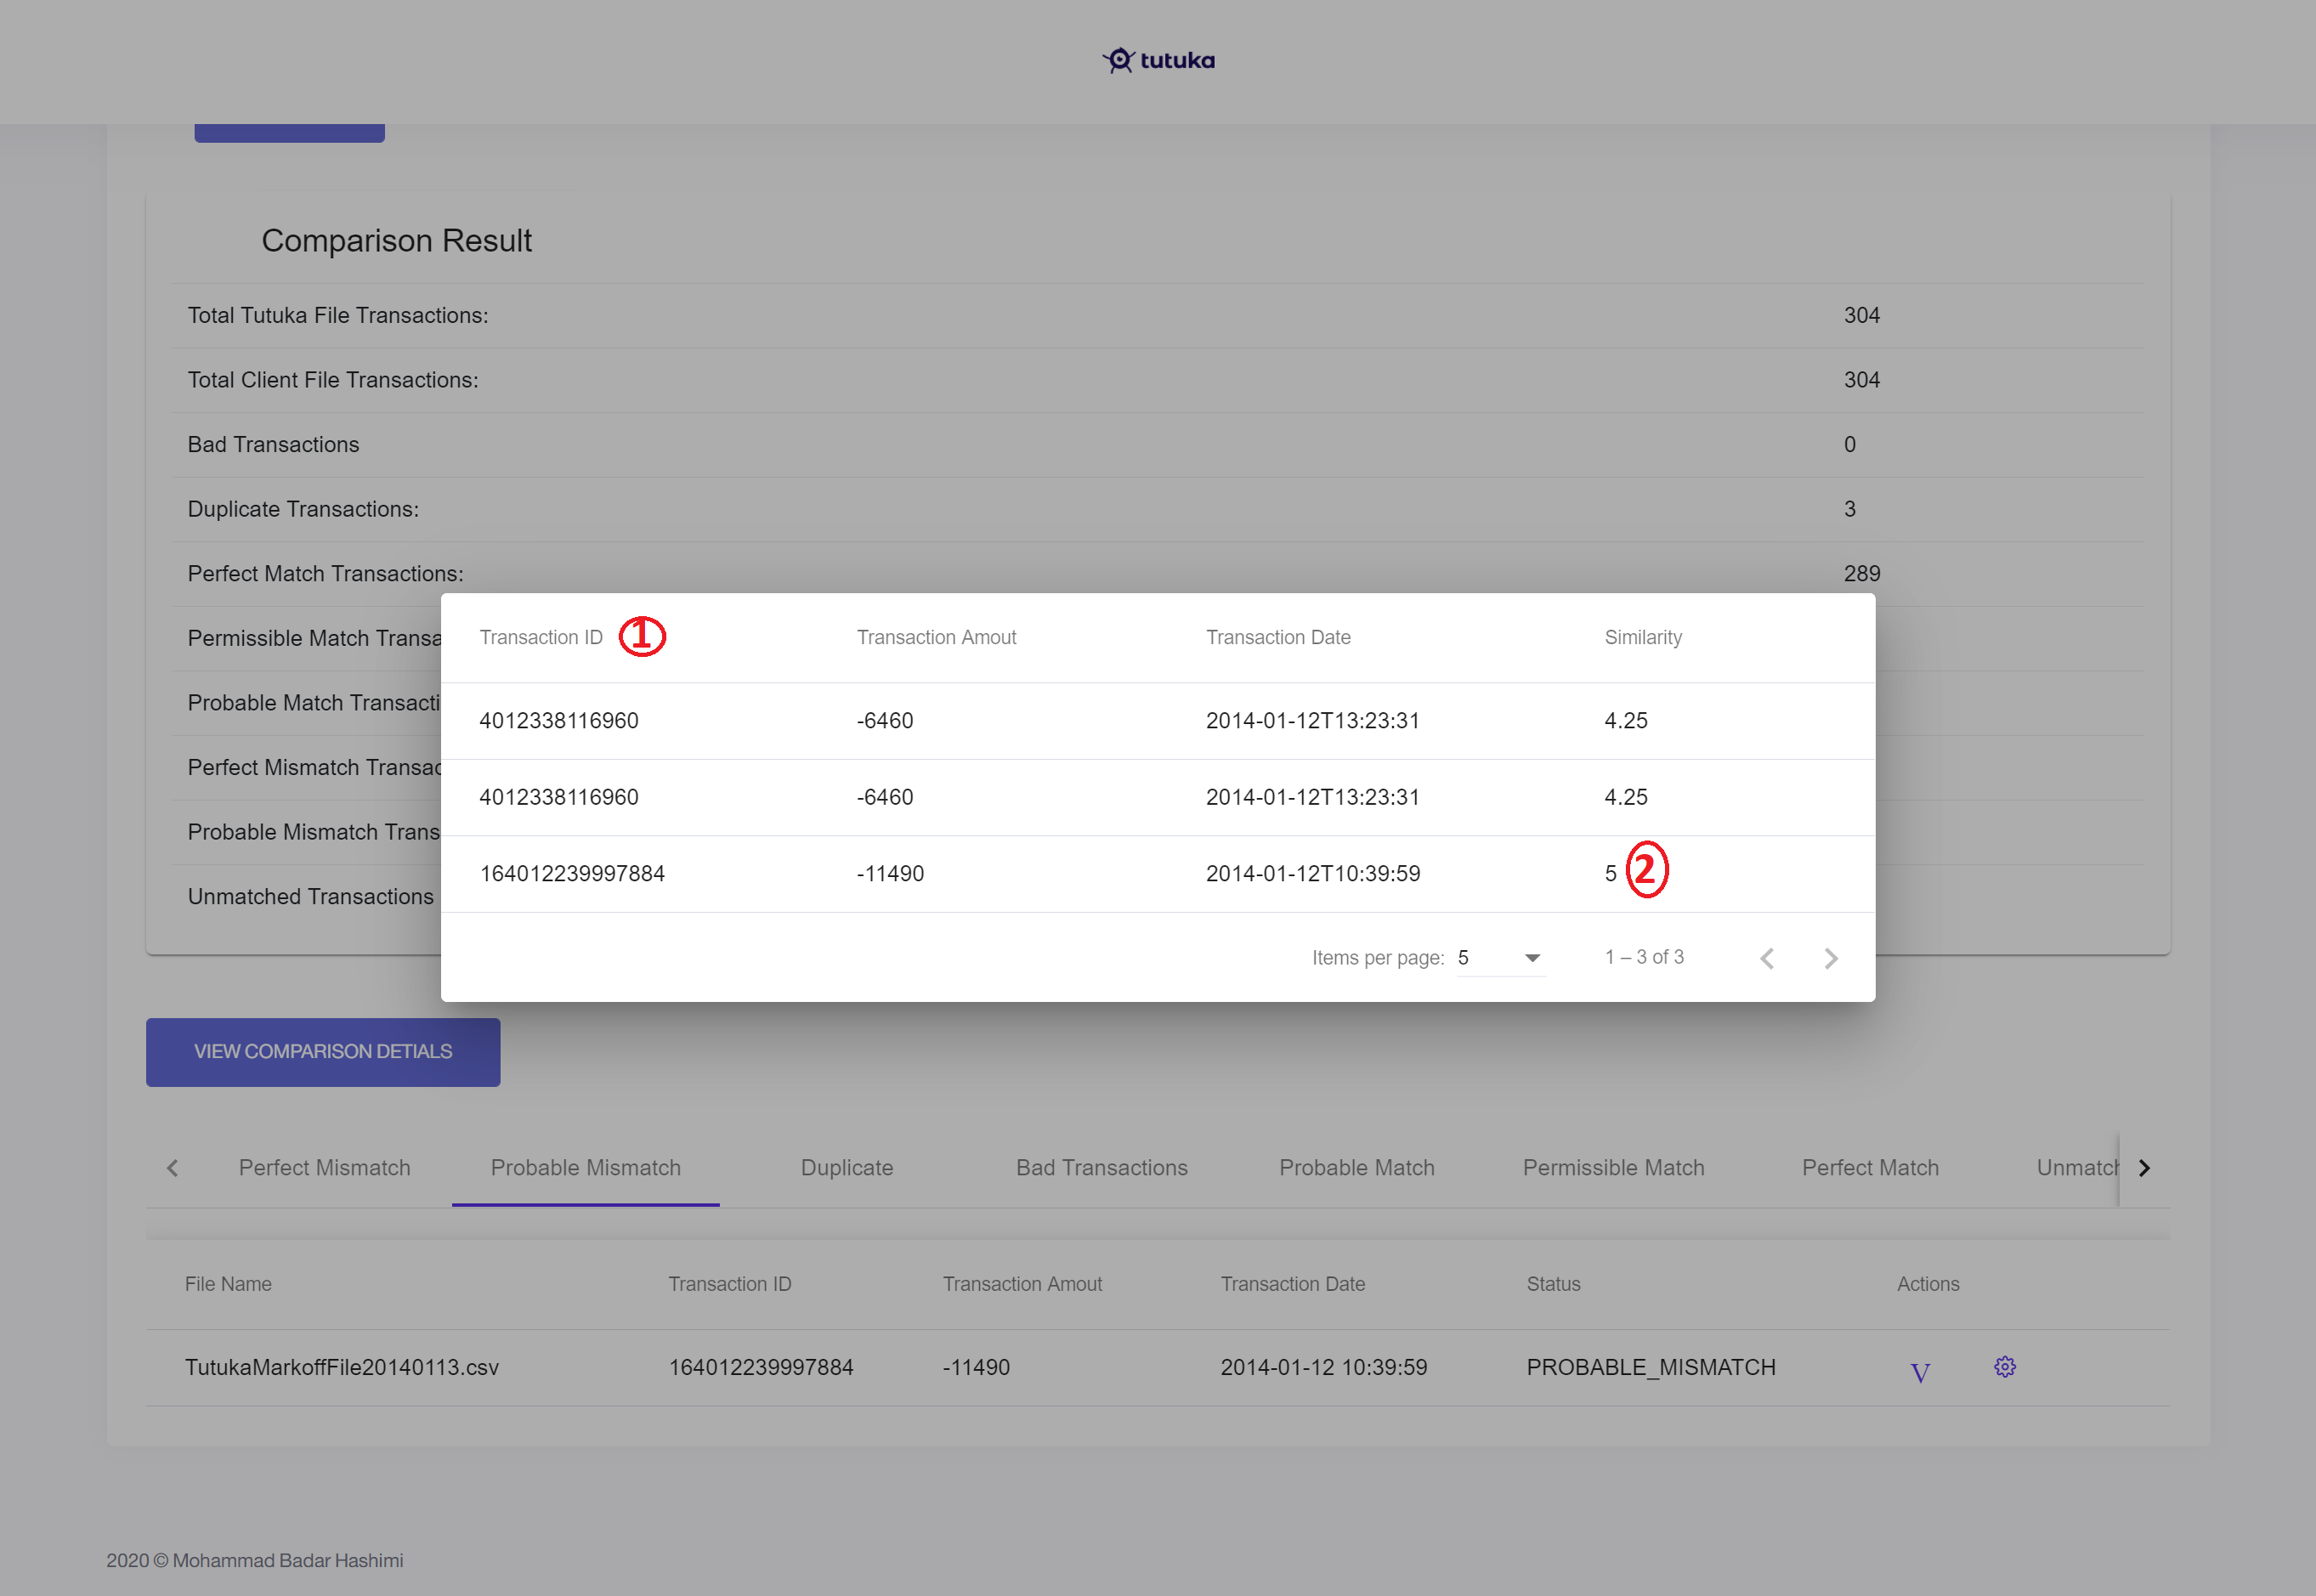 tutuka
Comparison Result
Total Tutuka File Transactions: 304
Total Client File Transactions: 304
Bad Transactions 0
Duplicate Transactions: 3
Perfect Match Transactions: 289
Permissible Match Transa
Probable Match Transacti
Perfect Mismatch Transac
Probable Mismatch Trans
Unmatched Transactions
Transaction ID 1 Transaction Amout Transaction Date Similarity
4012338116960 -6460 2014-01-12T13:23:31 4.25
4012338116960 -6460 2014-01-12T13:23:31 4.25
164012239997884 -11490 2014-01-12T10:39:59 5 2
Items per page: 5 1 – 3 of 3
VIEW COMPARISON DETIALS
Perfect Mismatch Probable Mismatch Duplicate Bad Transactions Probable Match Permissible Match Perfect Match Unmatch
File Name Transaction ID Transaction Amout Transaction Date Status Actions
TutukaMarkoffFile20140113.csv 164012239997884 -11490 2014-01-12 10:39:59 PROBABLE_MISMATCH V
2020 © Mohammad Badar Hashimi